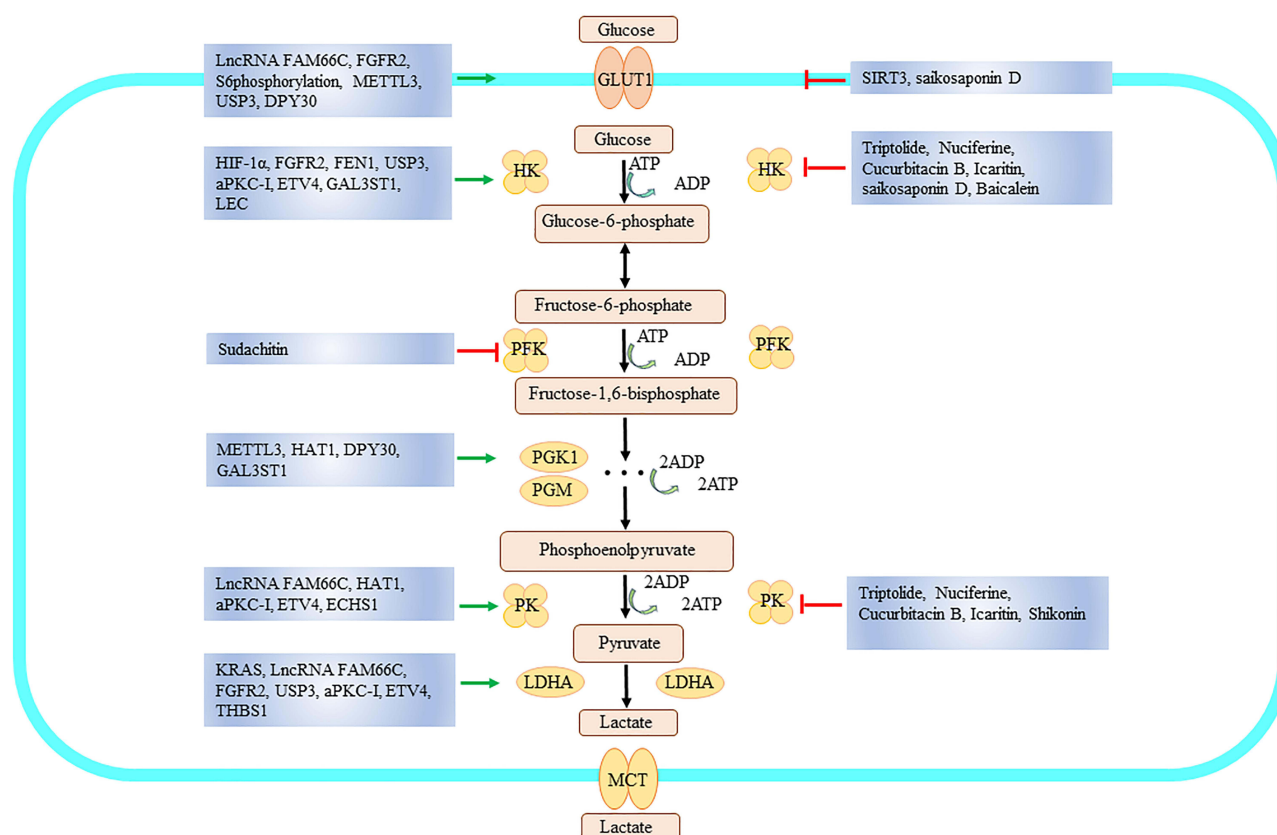 Glucose
LncRNA FAM66C, FGFR2,
S6phosphorylation, METTL3,
USP3, DPY30
GLUT1
SIRT3, saikosaponin D
Glucose
HIF-1α, FGFR2, FEN1, USP3,
aPKC-I, ETV4, GAL3ST1,
LEC
HK
ATP
ADP
HK
Triptolide, Nuciferine,
Cucurbitacin B, Icaritin,
saikosaponin D, Baicalein
Glucose-6-phosphate
Fructose-6-phosphate
Sudachitin
PFK
ATP
ADP
PFK
Fructose-1,6-bisphosphate
METTL3, HAT1, DPY30,
GAL3ST1
PGK1
PGM
2ADP
2ATP
Phosphoenolpyruvate
LncRNA FAM66C, HAT1,
aPKC-I, ETV4, ECHS1
PK
2ADP
2ATP
PK
Triptolide, Nuciferine,
Cucurbitacin B, Icaritin, Shikonin
Pyruvate
KRAS, LncRNA FAM66C,
FGFR2, USP3, aPKC-I, ETV4,
THBS1
LDHA
LDHA
Lactate
MCT
Lactate